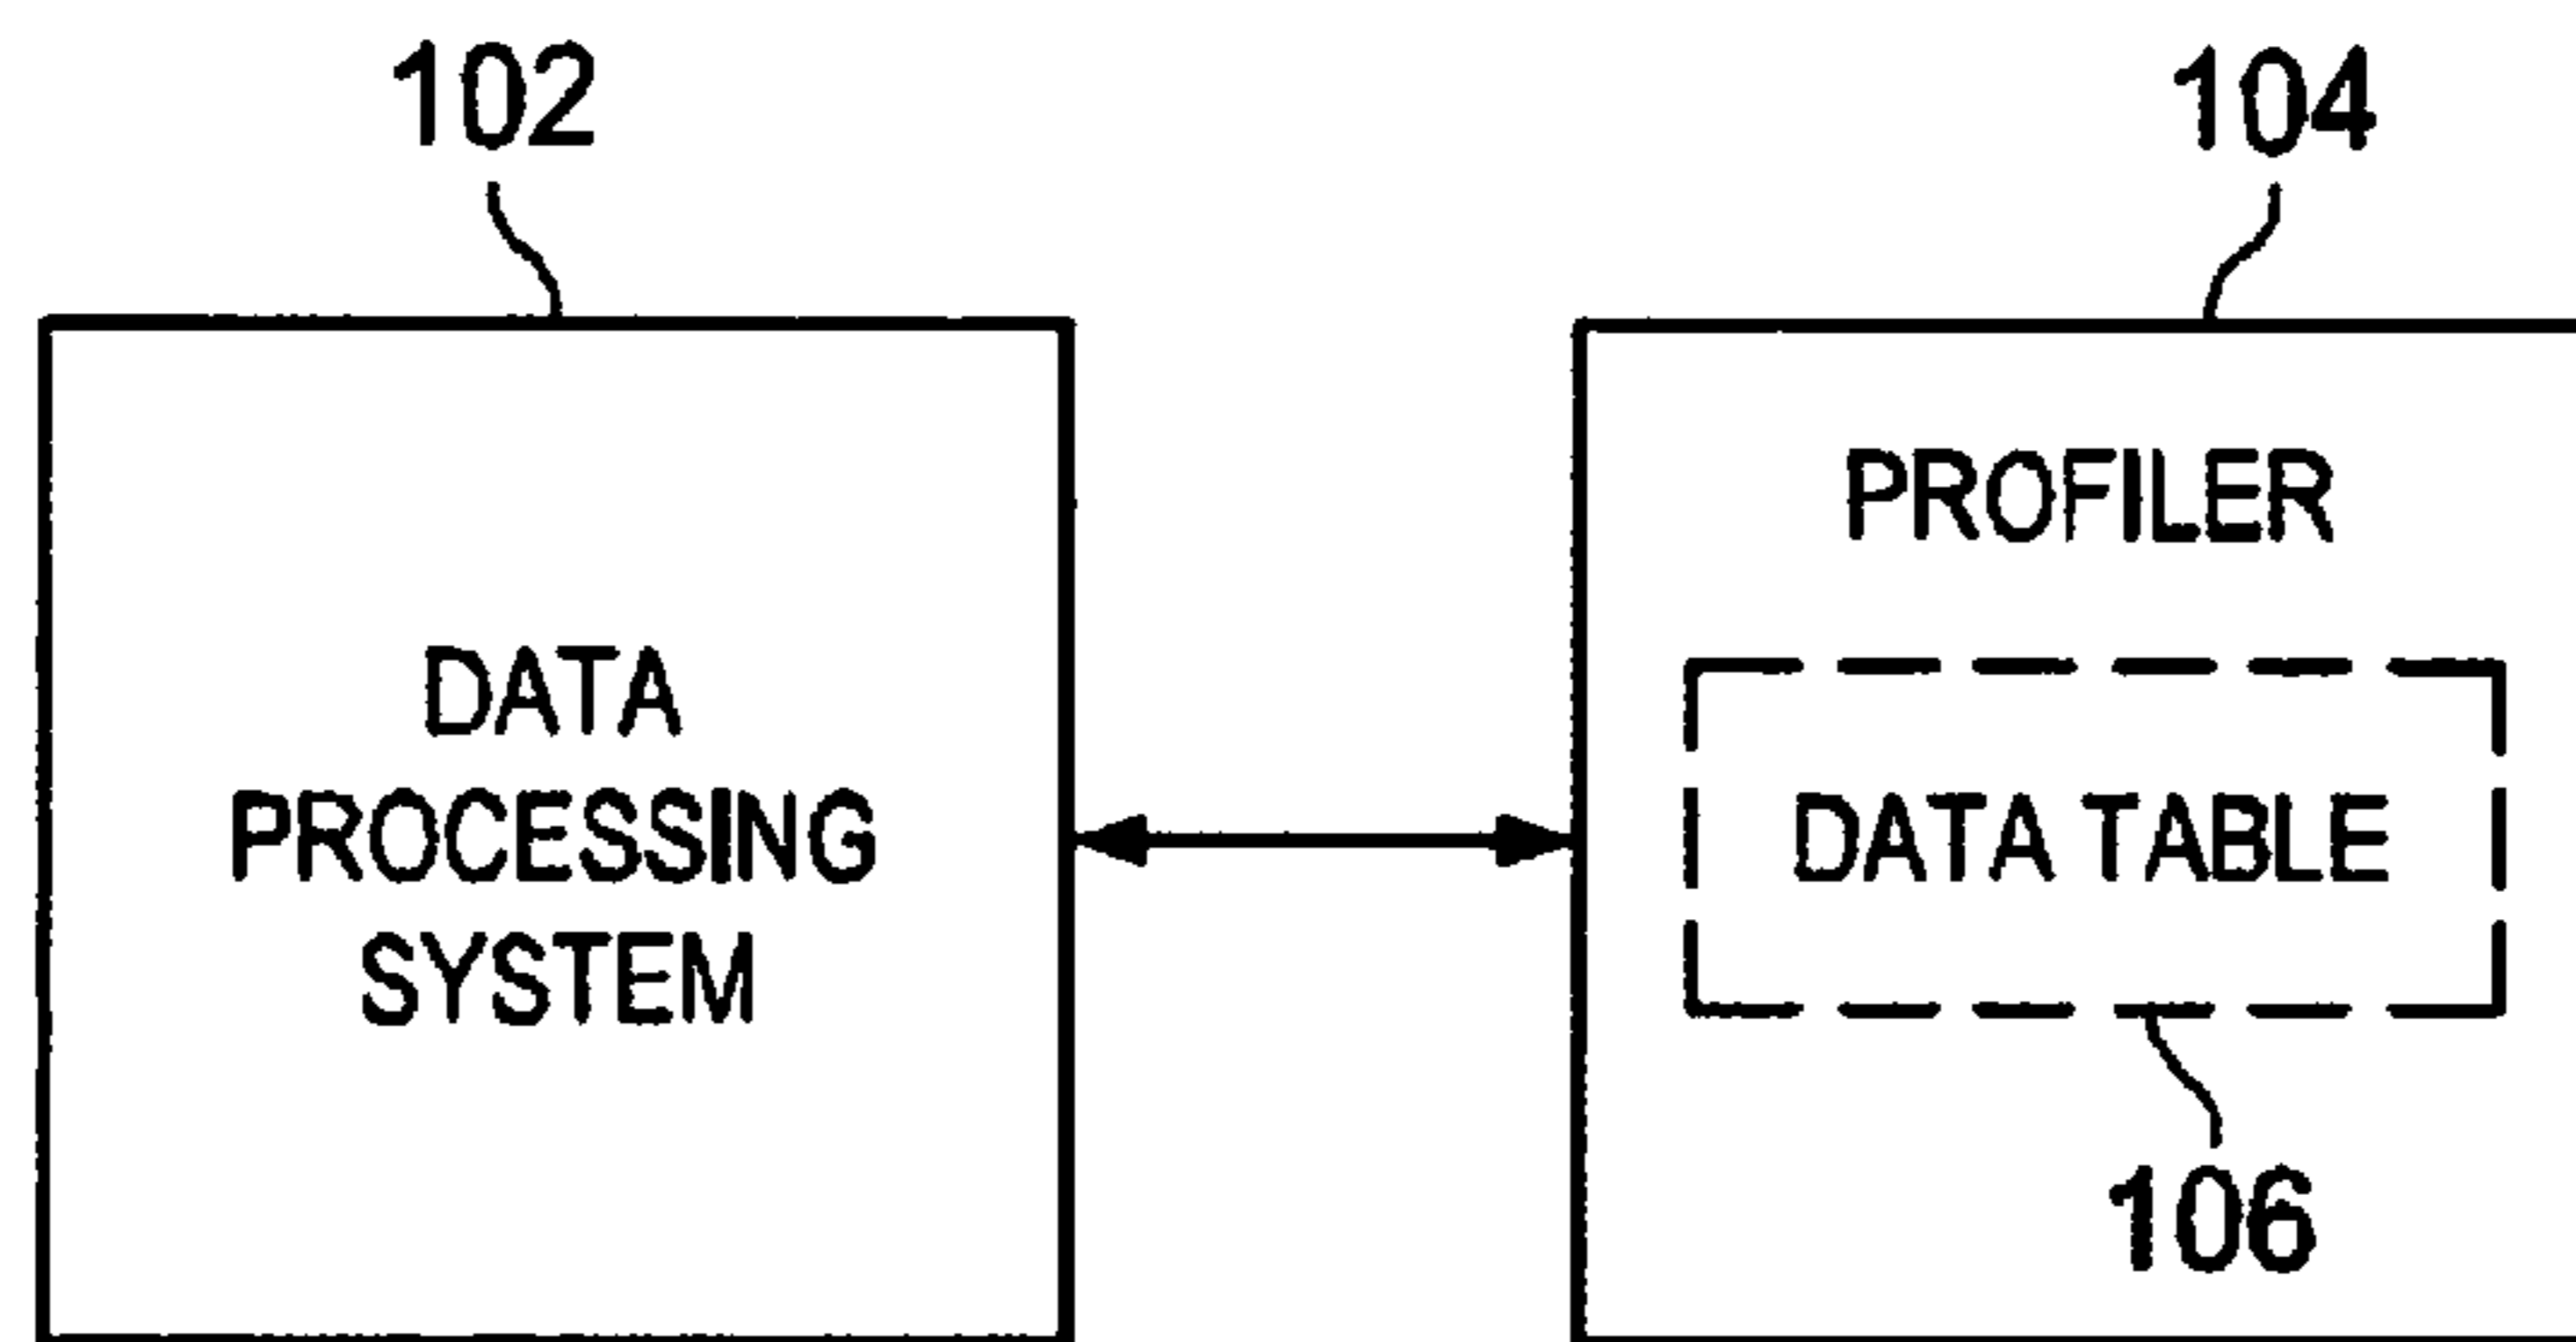 102
104
DATA
PROCESSING
SYSTEM
PROFILER
DATA TABLE
106